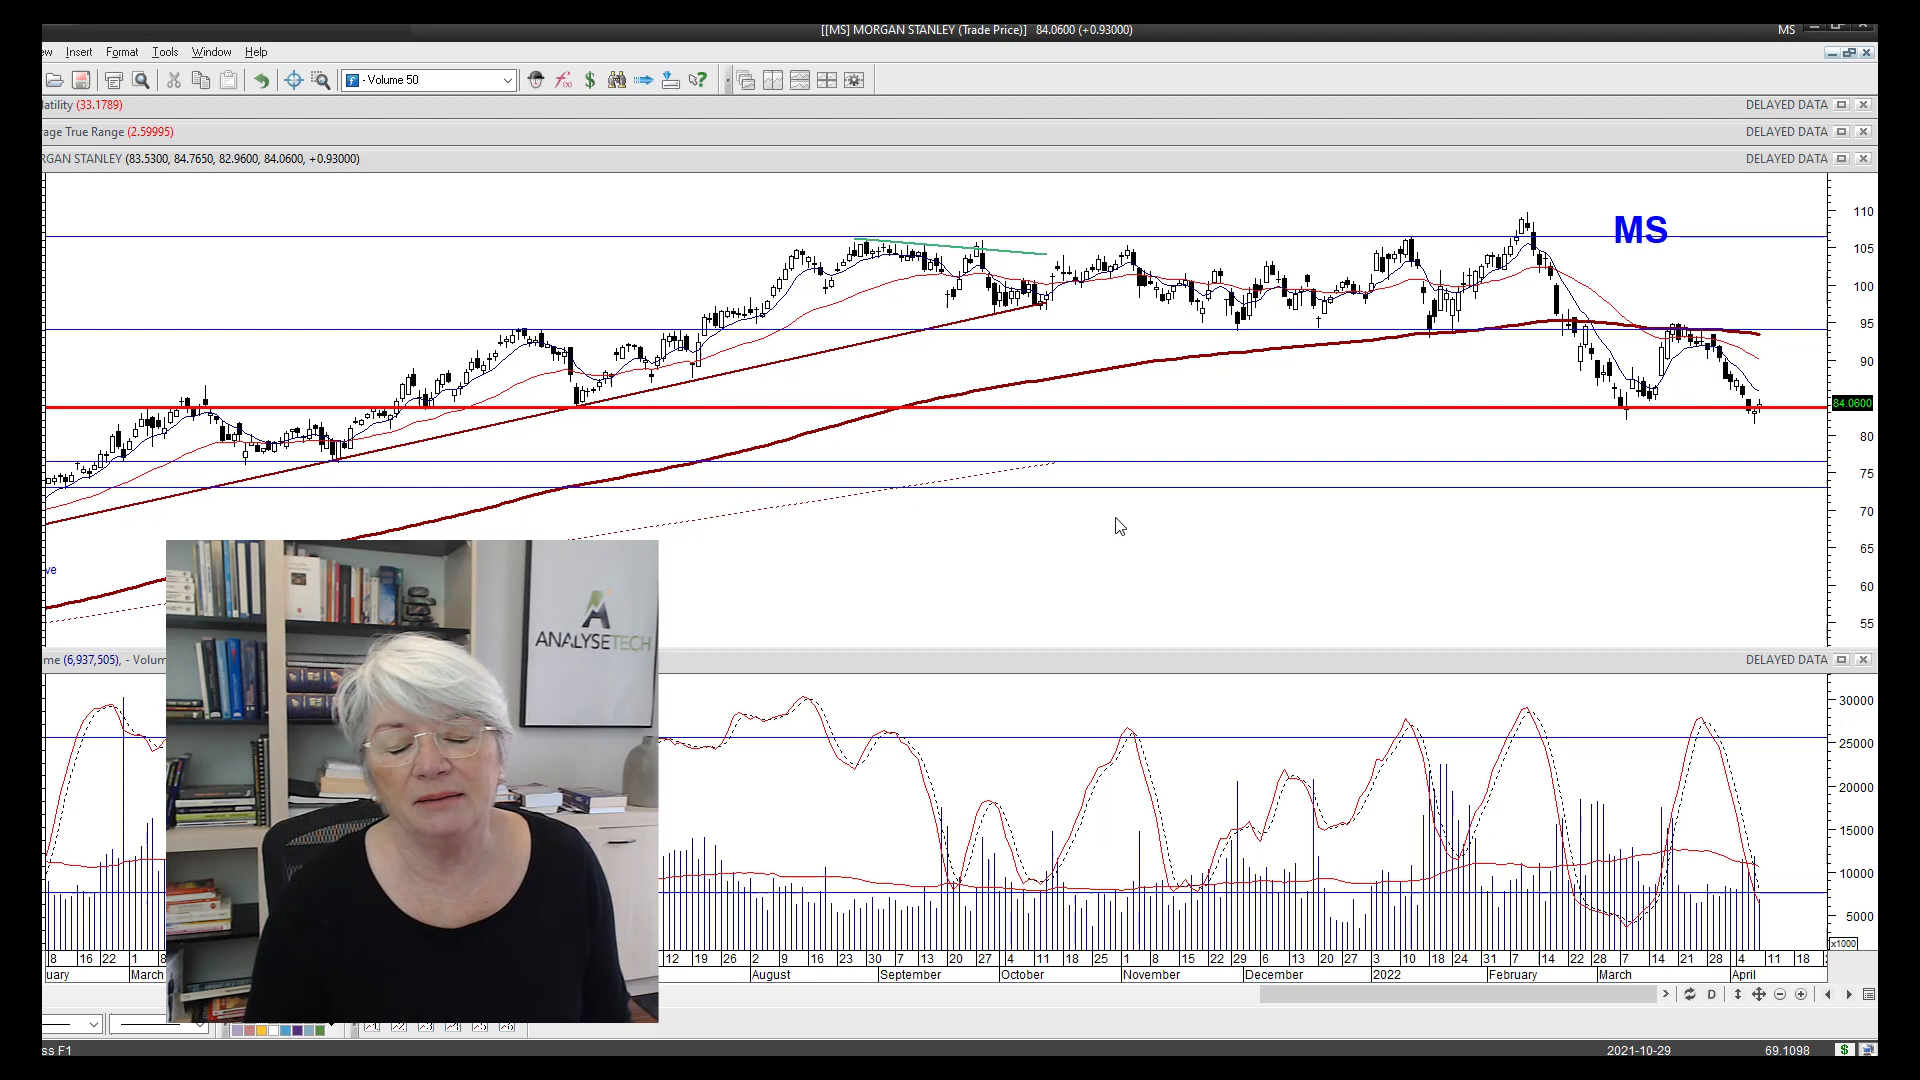 [[MS] MORGAN STANLEY (Trade Price)] 84.0600 (+0.93000) MS
ew Insert Format Tools Window Help
- Volume 50
latility (33.1789) DELAYED DATA
rage True Range (2.59995) DELAYED DATA
RGAN STANLEY (83.5300, 84.7650, 82.9600, 84.0600, +0.93000) DELAYED DATA
MS
110
105
100
95
90
84.0600
80
75
70
65
60
55
ve
ANALYSETECH
me (6,937,505), - Volum DELAYED DATA
30000
25000
20000
15000
10000
5000
x1000
8 16 22 1 8 12 19 26 2 9 16 23 30 7 13 20 27 4 11 18 25 1 8 15 22 29 6 13 20 27 3 10 18 24 31 7 14 22 28 7 14 21 28 4 11 18
uary March August September October November December 2022 February March April
D
ss F1 2021-10-29 69.1098